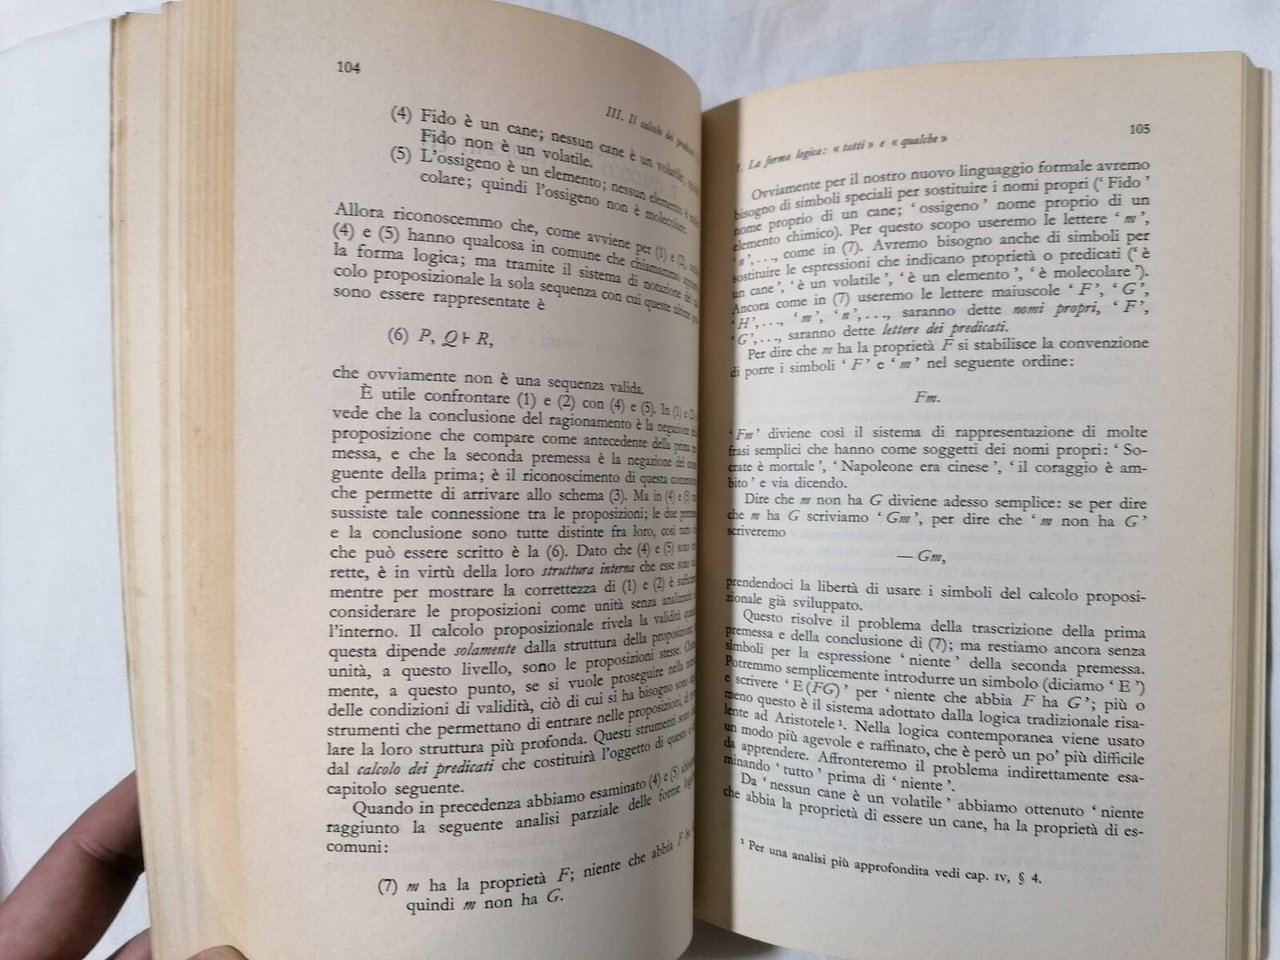 104
III. Il calcolo dei predicati
(4) Fido è un cane; nessun cane è un volatile; quindi
Fido non è un volatile.
(5) L'ossigeno è un elemento; nessun elemento è mole-
colare; quindi l'ossigeno non è molecolare.
Allora riconoscemmo che, come avviene per (1) e (2),
(4) e (5) hanno qualcosa in comune che chiamammo
la forma logica; ma tramite il sistema di notazione del cal-
colo proposizionale la sola sequenza con cui queste ultime pos-
sono essere rappresentate è
(6) P, Q ⊦ R,
che ovviamente non è una sequenza valida.
È utile confrontare (1) e (2) con (4) e (5). In (1) e (2)
vede che la conclusione del ragionamento è la negazione
proposizione che compare come antecedente della prima
messa, e che la seconda premessa è la negazione del
guente della prima; è il riconoscimento di questa connessione
che permette di arrivare allo schema (3). Ma in (4) e (5)
sussiste tale connessione tra le proposizioni; le due premesse
e la conclusione sono tutte distinte fra loro, così
che può essere scritto è la (6). Dato che (4) e (5) sono
rette, è in virtù della loro struttura interna che esse sono
mentre per mostrare la correttezza di (1) e (2) è sufficiente
considerare le proposizioni come unità senza analizzarne
l'interno. Il calcolo proposizionale rivela la validità quando
questa dipende solamente dalla struttura della proposizione;
unità, a questo livello, sono le proposizioni stesse.
mente, a questo punto, se si vuole proseguire nella
delle condizioni di validità, ciò di cui si ha bisogno sono
strumenti che permettano di entrare nelle proposizioni,
lare la loro struttura più profonda. Questi strumenti sono
dal calcolo dei predicati che costituirà l'oggetto di questo e
capitolo seguente.
Quando in precedenza abbiamo esaminato (4) e (5) abbiamo
raggiunto la seguente analisi parziale delle forme logiche
comuni:
(7) m ha la proprietà F; niente che abbia F
quindi m non ha G.
1. La forma logica: « tutti » e « qualche »
105
Ovviamente per il nostro nuovo linguaggio formale avremo
bisogno di simboli speciali per sostituire i nomi propri (‘ Fido ’
nome proprio di un cane; ‘ ossigeno ’ nome proprio di un
elemento chimico). Per questo scopo useremo le lettere ‘ m ’,
‘ n ’,..., come in (7). Avremo bisogno anche di simboli per
sostituire le espressioni che indicano proprietà o predicati (‘ è
un cane ’, ‘ è un volatile ’, ‘ è un elemento ’, ‘ è molecolare ’).
Ancora come in (7) useremo le lettere maiuscole ‘ F ’, ‘ G ’,
‘ H ’,..., ‘ m ’, ‘ n ’,..., saranno dette nomi propri, ‘ F ’,
‘ G ’,..., saranno dette lettere dei predicati.
Per dire che m ha la proprietà F si stabilisce la convenzione
di porre i simboli ‘ F ’ e ‘ m ’ nel seguente ordine:
Fm.
‘ Fm ’ diviene così il sistema di rappresentazione di molte
frasi semplici che hanno come soggetti dei nomi propri: ‘ So-
crate è mortale ’, ‘ Napoleone era cinese ’, ‘ il coraggio è am-
bito ’ e via dicendo.
Dire che m non ha G diviene adesso semplice: se per dire
che m ha G scriviamo ‘ Gm ’, per dire che ‘ m non ha G ’
scriveremo
— Gm,
prendendoci la libertà di usare i simboli del calcolo proposi-
zionale già sviluppato.
Questo risolve il problema della trascrizione della prima
premessa e della conclusione di (7); ma restiamo ancora senza
simboli per la espressione ‘ niente ’ della seconda premessa.
Potremmo semplicemente introdurre un simbolo (diciamo ‘ E ’)
e scrivere ‘ E (FG) ’ per ‘ niente che abbia F ha G ’; più o
meno questo è il sistema adottato dalla logica tradizionale risa-
lente ad Aristotele¹. Nella logica contemporanea viene usato
un modo più agevole e raffinato, che è però un po' più difficile
da apprendere. Affronteremo il problema indirettamente esa-
minando ‘ tutto ’ prima di ‘ niente ’.
Da ‘ nessun cane è un volatile ’ abbiamo ottenuto ‘ niente
che abbia la proprietà di essere un cane, ha la proprietà di es-
¹ Per una analisi più approfondita vedi cap. IV, § 4.